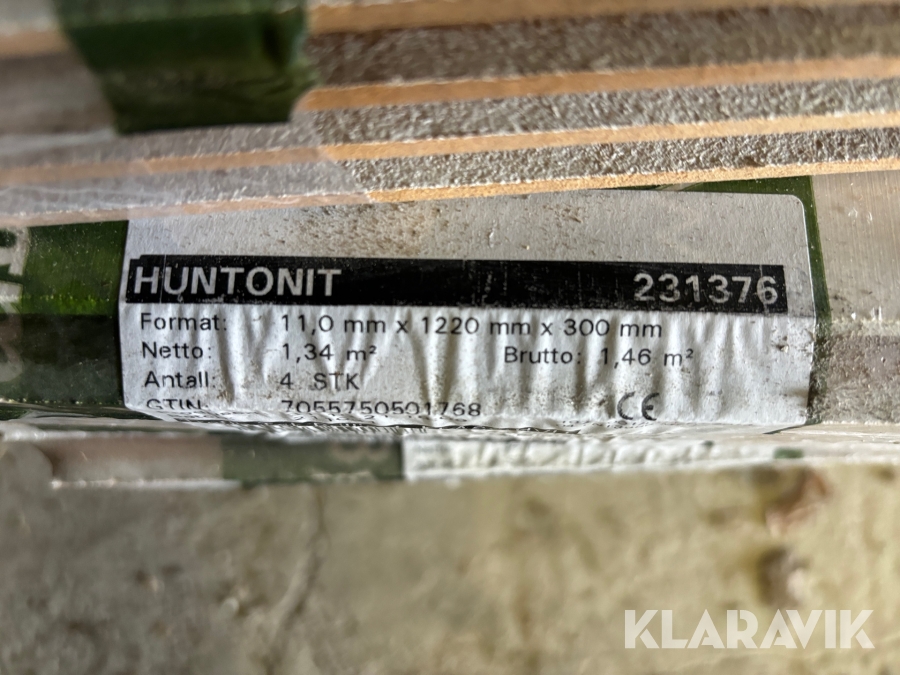 HUNTONIT 231376
Format: 11,0 mm x 1220 mm x 300 mm
Netto: 1,34 m² Brutto: 1,46 m²
Antall: 4 STK
GTIN: 7055750501768 CE
KLARAVIK